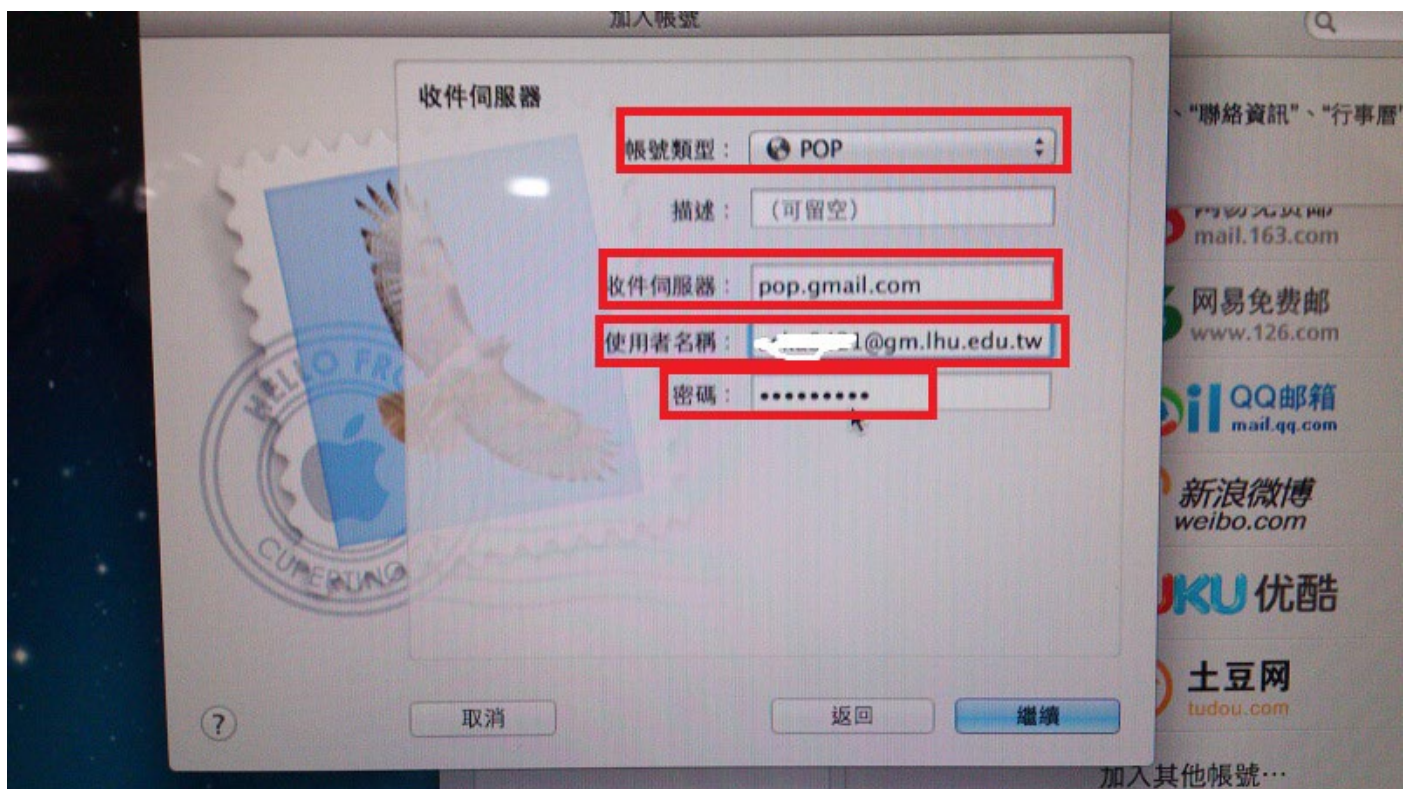 加入帳號
收件伺服器
帳號類型：
POP
描述：
（可留空）
收件伺服器：
pop.gmail.com
使用者名稱：
1@gm.lhu.edu.tw
密碼：
•••••••••
HELLO FRO
CUPERTINO
?
取消
返回
繼續
、"聯絡資訊"、"行事曆"
mail.163.com
网易免费邮
www.126.com
QQ邮箱
mail.qq.com
新浪微博
weibo.com
UKU 优酷
土豆网
tudou.com
加入其他帳號…